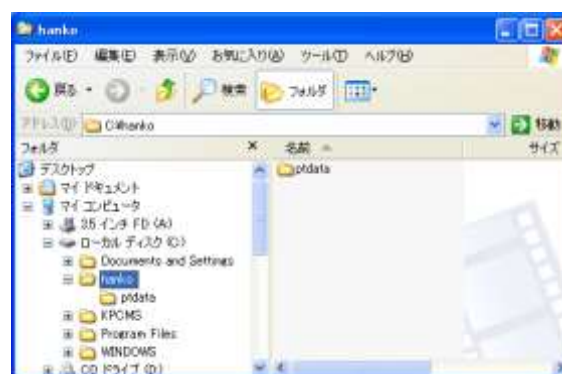 hanko
ファイル(F) 編集(E) 表示(V) お気に入り(A) ツール(T) ヘルプ(H)
戻る 検索 フォルダ
アドレス(D) C:¥hanko 移動
フォルダ × 名前 サイズ
デスクトップ ptdata
マイ ドキュメント
マイ コンピュータ
3.5 インチ FD (A:)
ローカル ディスク (C:)
Documents and Settings
hanko
ptdata
KPCMS
Program Files
WINDOWS
CD ドライブ (D:)